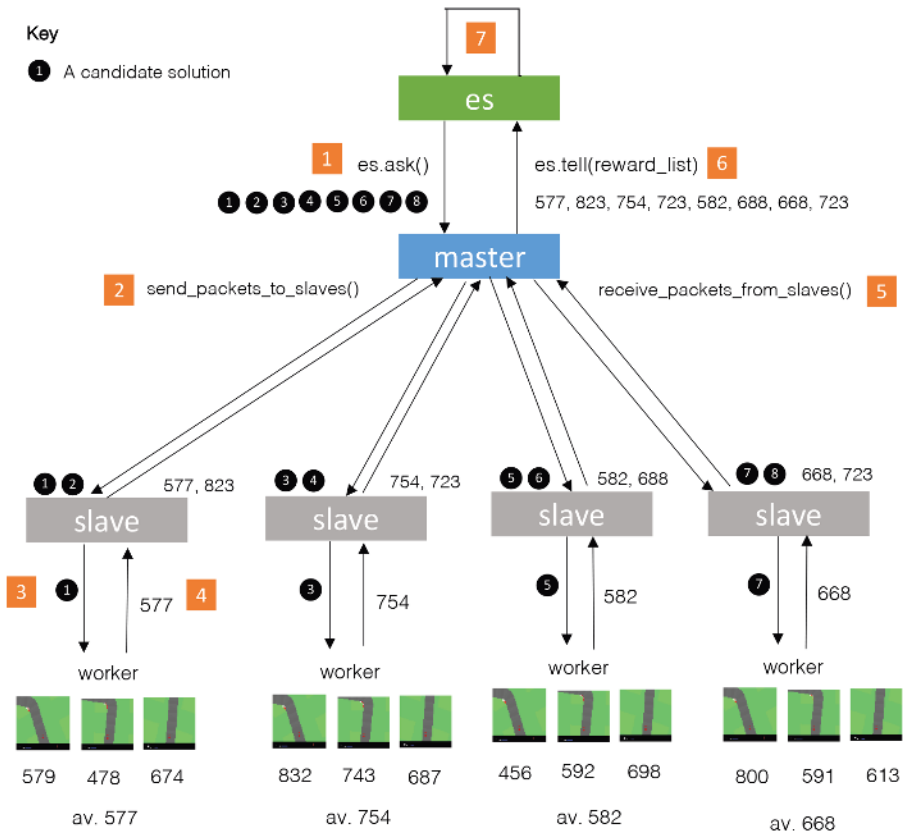 Key
1 A candidate solution
7
es
1 es.ask()
es.tell(reward_list) 6
1 2 3 4 5 6 7 8
577, 823, 754, 723, 582, 688, 668, 723
master
2 send_packets_to_slaves()
receive_packets_from_slaves() 5
1 2 577, 823
3 4 754, 723
5 6 582, 688
7 8 668, 723
slave
slave
slave
slave
3 1 577 4
3 754
5 582
7 668
worker
worker
worker
worker
579 478 674
832 743 687
456 592 698
800 591 613
av. 577
av. 754
av. 582
av. 668